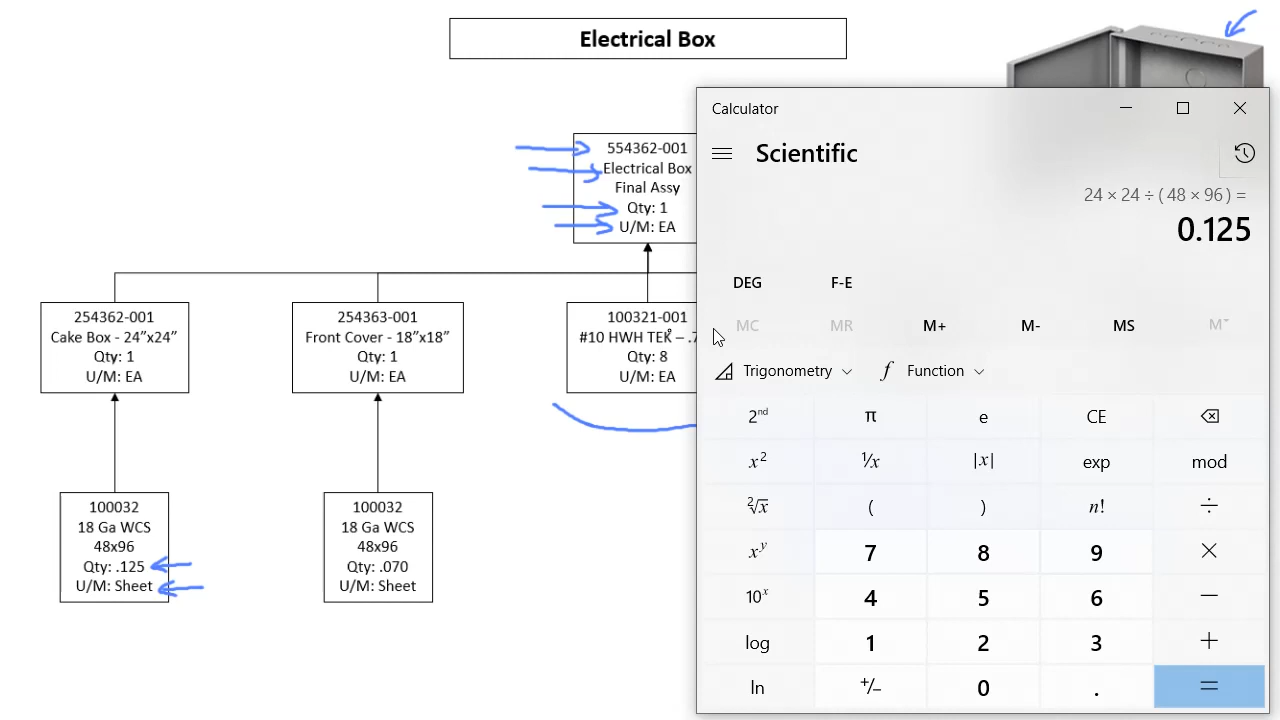 Electrical Box
554362-001
Electrical Box
Final Assy
Qty: 1
U/M: EA
254362-001
Cake Box - 24”x24”
Qty: 1
U/M: EA
254363-001
Front Cover - 18”x18”
Qty: 1
U/M: EA
100321-001
#10 HWH TEK – .7
Qty: 8
U/M: EA
100032
18 Ga WCS
48x96
Qty: .125
U/M: Sheet
100032
18 Ga WCS
48x96
Qty: .070
U/M: Sheet
Calculator
Scientific
24 × 24 ÷ ( 48 × 96 ) =
0.125
DEG F-E
MC MR M+ M- MS M˅
Trigonometry f Function
2nd π e CE
x² ¹/x |x| exp mod
²√x ( ) n! ÷
xʸ 7 8 9 ×
10ˣ 4 5 6 −
log 1 2 3 +
ln +/− 0 . =